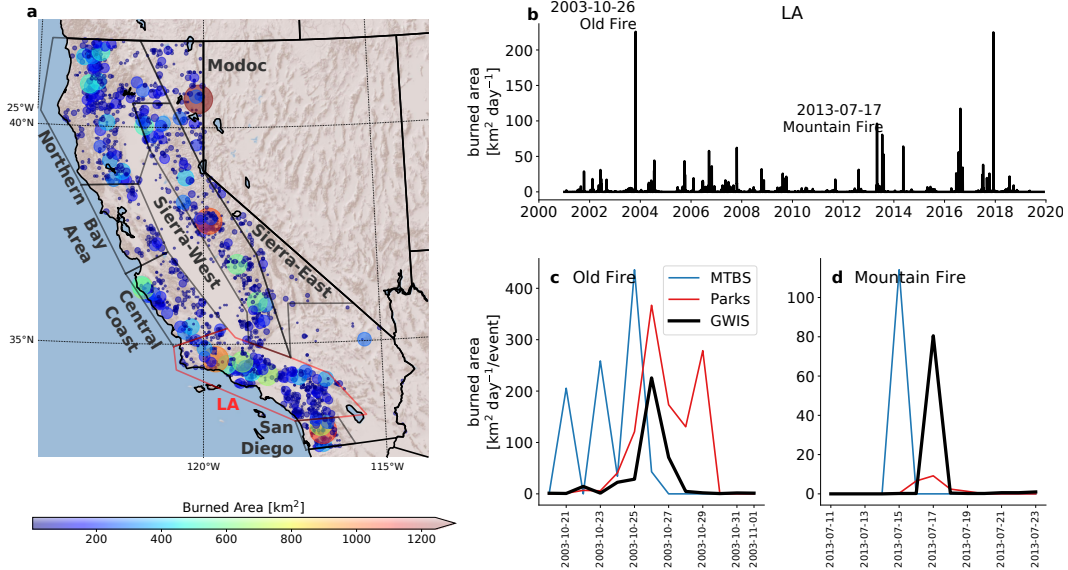 a
Modoc
25°W
40°N
Northern
Bay
Area
Sierra-West
Sierra-East
Central
Coast
35°N
LA
San
Diego
120°W
115°W
Burned Area [km²]
200
400
600
800
1000
1200
b
LA
2003-10-26
Old Fire
2013-07-17
Mountain Fire
burned area
[km² day⁻¹]
200
150
100
50
0
2000
2002
2004
2006
2008
2010
2012
2014
2016
2018
2020
c Old Fire
MTBS
Parks
GWIS
burned area
[km² day⁻¹/event]
400
300
200
100
0
2003-10-21
2003-10-23
2003-10-25
2003-10-27
2003-10-29
2003-10-31
2003-11-01
d Mountain Fire
100
80
60
40
20
0
2013-07-11
2013-07-13
2013-07-15
2013-07-17
2013-07-19
2013-07-21
2013-07-23